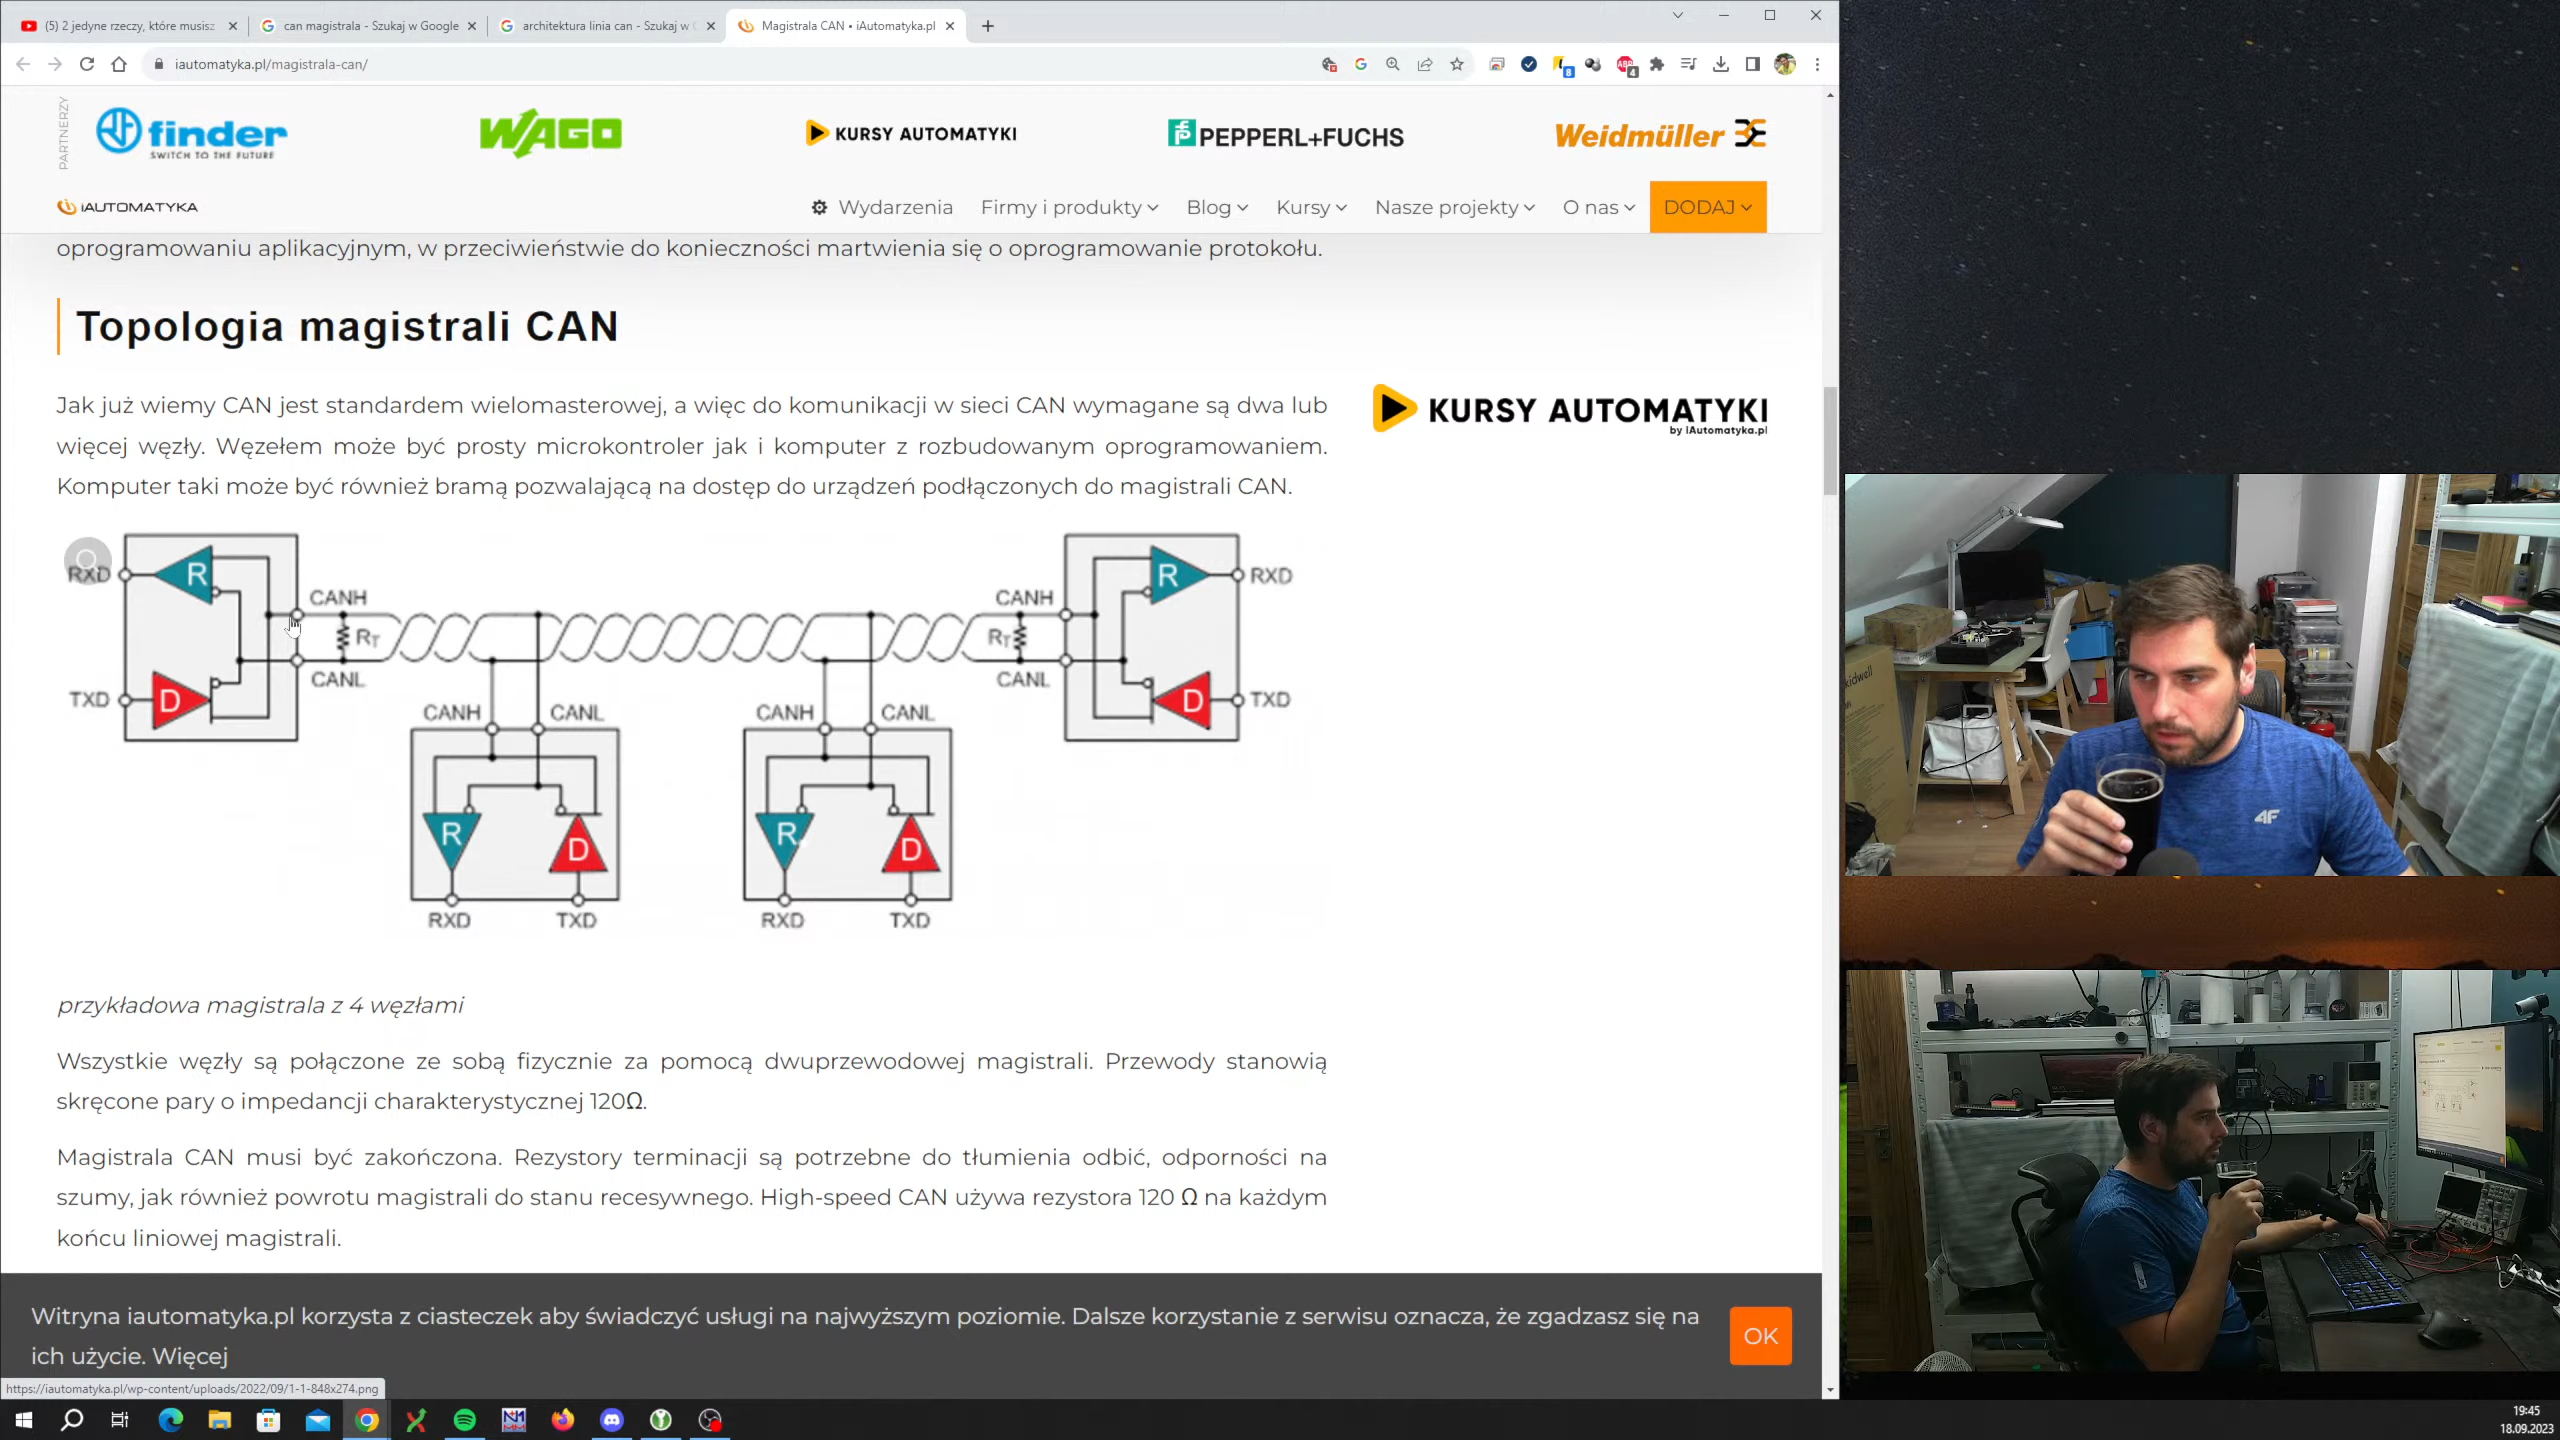 (5) 2 jedyne rzeczy, które musisz
can magistrala - Szukaj w Google
architektura linia can - Szukaj w G
Magistrala CAN • iAutomatyka.pl
iautomatyka.pl/magistrala-can/
8
ABP
4
PARTNERZY
finder
SWITCH TO THE FUTURE
WAGO
KURSY AUTOMATYKI
PEPPERL+FUCHS
Weidmüller
iAUTOMATYKA
Wydarzenia
Firmy i produkty
Blog
Kursy
Nasze projekty
O nas
DODAJ
oprogramowaniu aplikacyjnym, w przeciwieństwie do konieczności martwienia się o oprogramowanie protokołu.
Topologia magistrali CAN
Jak już wiemy CAN jest standardem wielomasterowej, a więc do komunikacji w sieci CAN wymagane są dwa lub
więcej węzły. Węzełem może być prosty microkontroler jak i komputer z rozbudowanym oprogramowaniem.
Komputer taki może być również bramą pozwalającą na dostęp do urządzeń podłączonych do magistrali CAN.
KURSY AUTOMATYKI
by iAutomatyka.pl
RXD
R
CANH
RT
CANL
TXD
D
CANH
RT
CANL
R
RXD
D
TXD
CANH
CANL
CANH
CANL
R
D
R
D
RXD
TXD
RXD
TXD
przykładowa magistrala z 4 węzłami
Wszystkie węzły są połączone ze sobą fizycznie za pomocą dwuprzewodowej magistrali. Przewody stanowią
skręcone pary o impedancji charakterystycznej 120Ω.
Magistrala CAN musi być zakończona. Rezystory terminacji są potrzebne do tłumienia odbić, odporności na
szumy, jak również powrotu magistrali do stanu recesywnego. High-speed CAN używa rezystora 120 Ω na każdym
końcu liniowej magistrali.
Witryna iautomatyka.pl korzysta z ciasteczek aby świadczyć usługi na najwyższym poziomie. Dalsze korzystanie z serwisu oznacza, że zgadzasz się na
ich użycie. Więcej
OK
https://iautomatyka.pl/wp-content/uploads/2022/09/1-1-848x274.png
19:45
18.09.2023
kidwell
4F